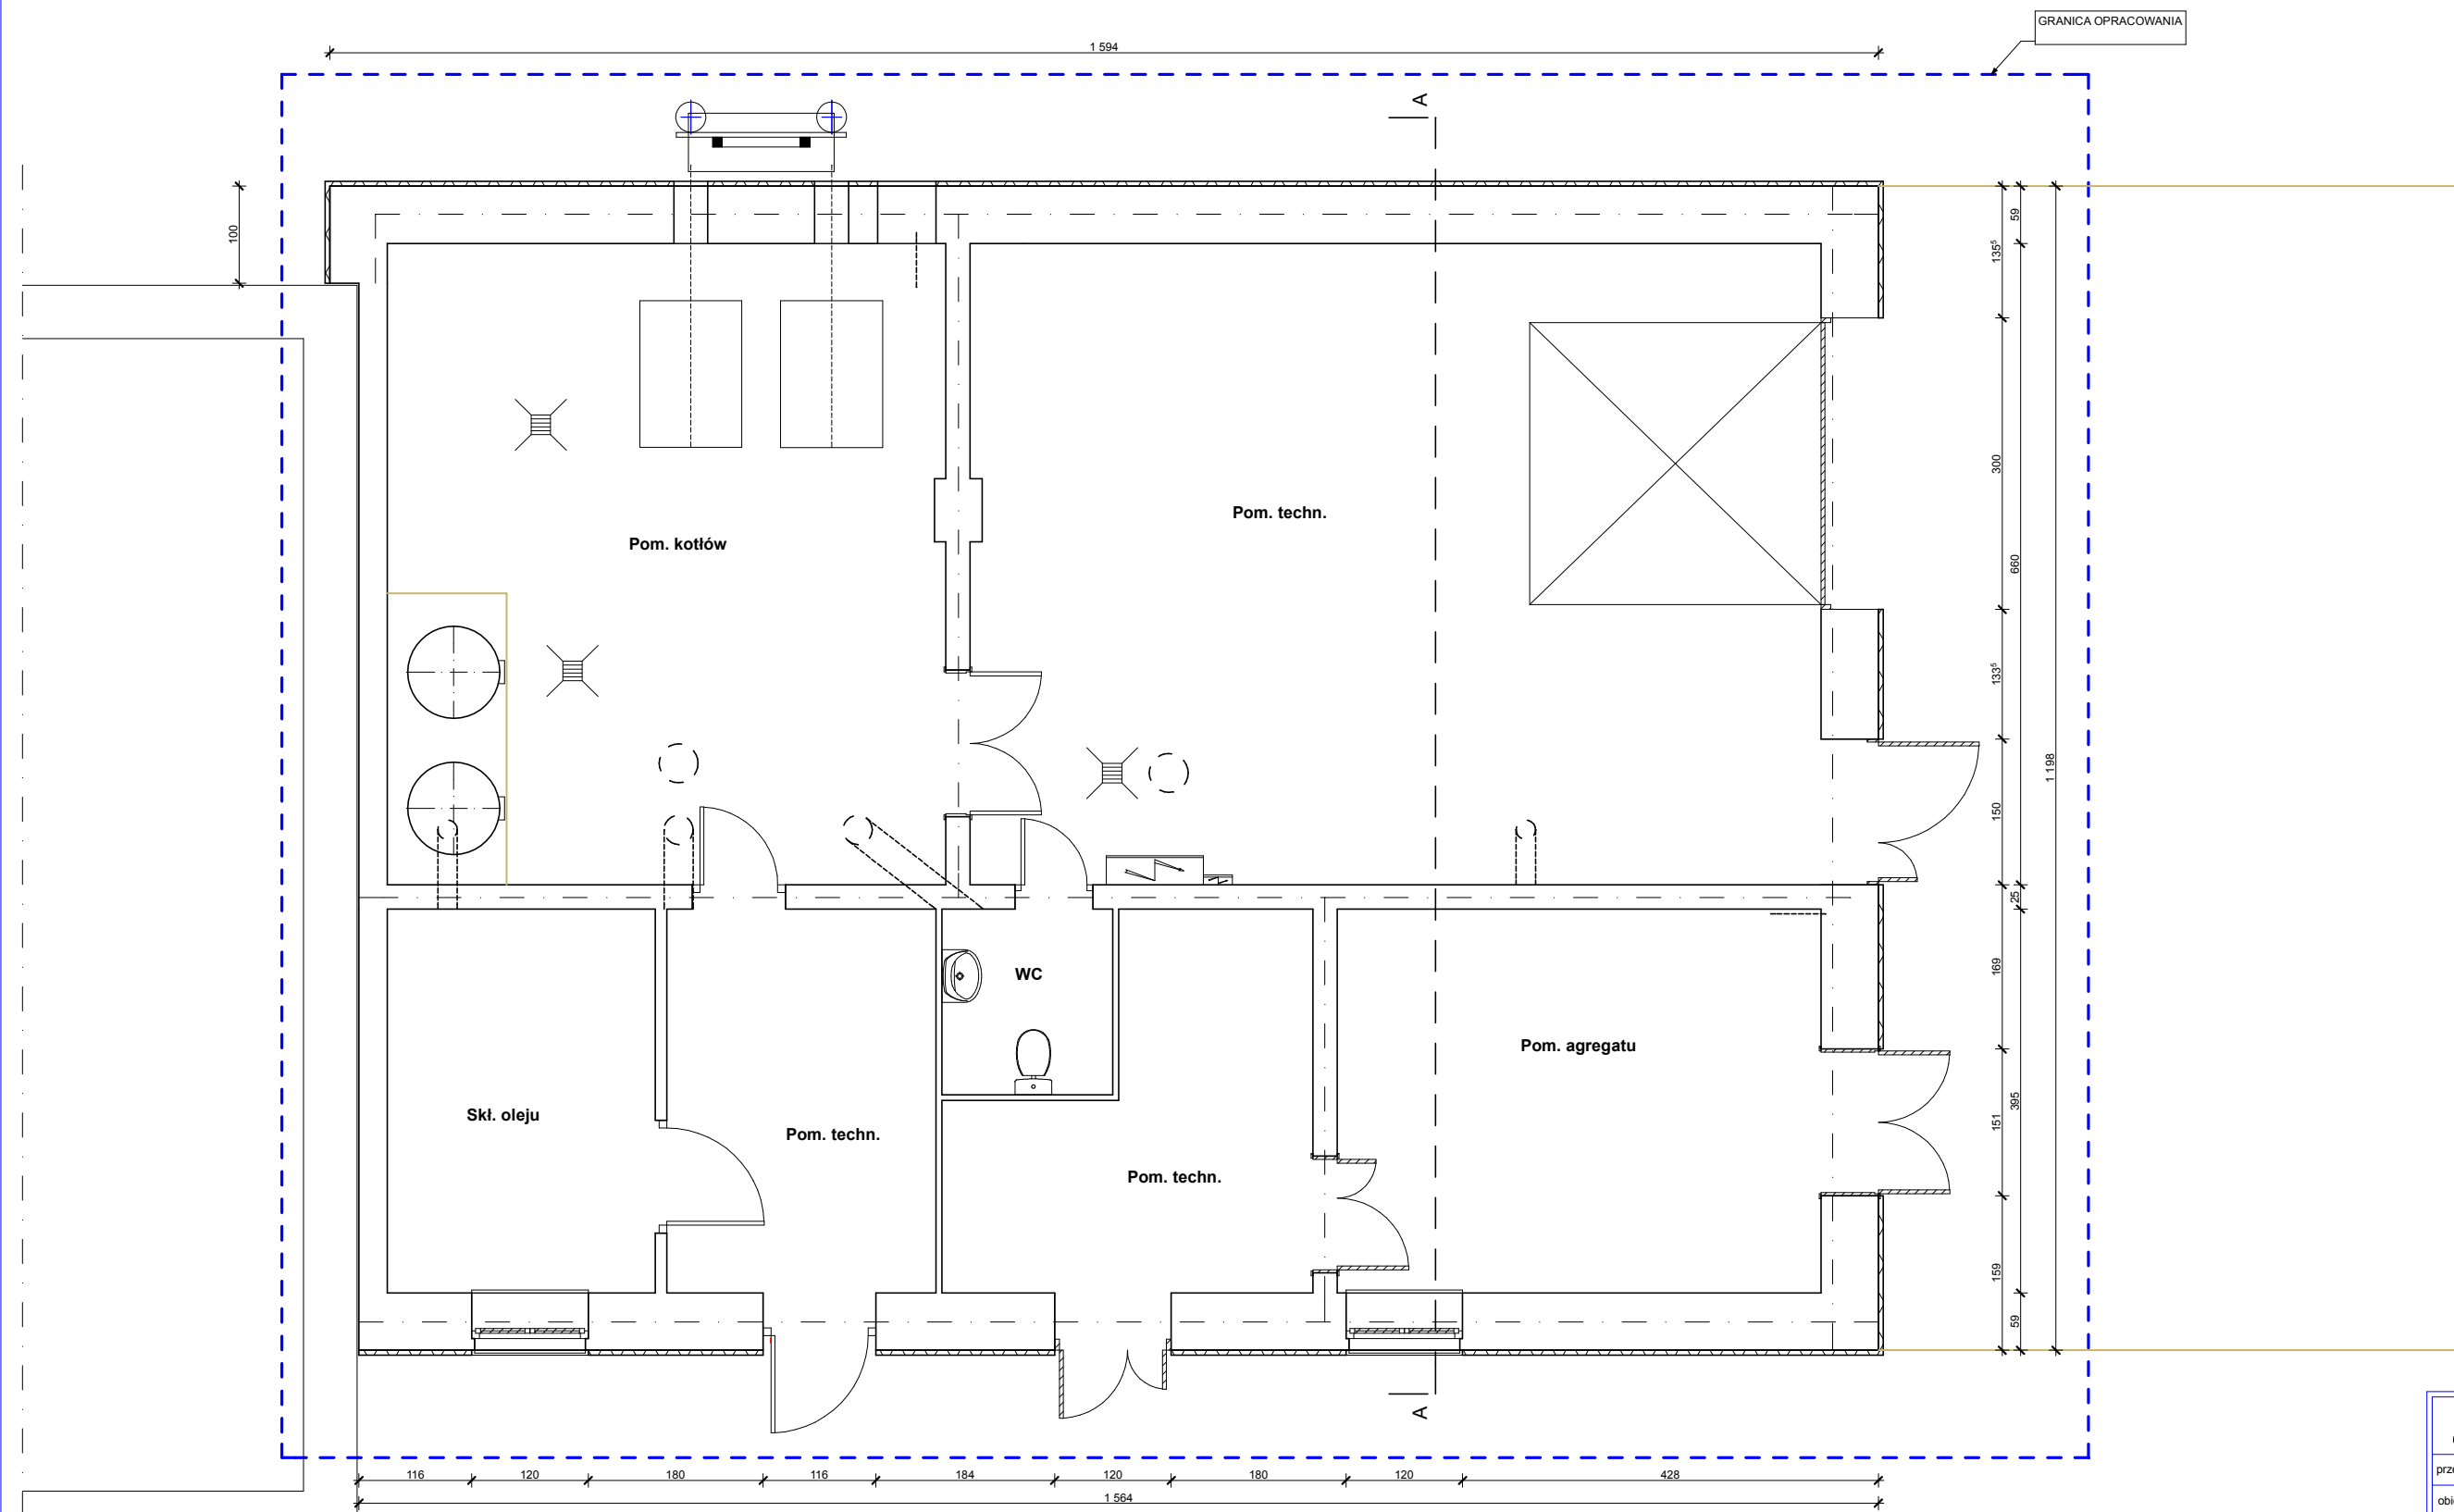 GRANICA OPRACOWANIA
1 594
A
100
59
135⁵
Pom. techn.
300
Pom. kotłów
660
133⁵
1 198
150
25
WC
169
Pom. agregatu
Skł. oleju
395
Pom. techn.
151
Pom. techn.
159
59
A
116
120
180
116
184
120
180
120
428
1 564